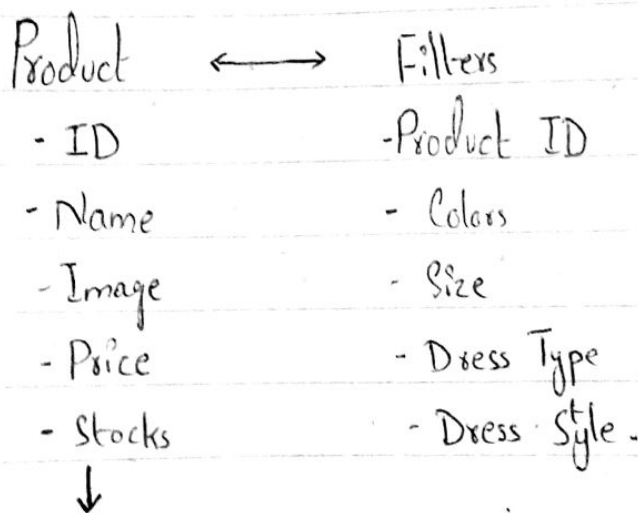 Product ↔ Filters
- ID -Product ID
- Name - Colors
- Image - Size
- Price - Dress Type
- Stocks - Dress Style.
↓